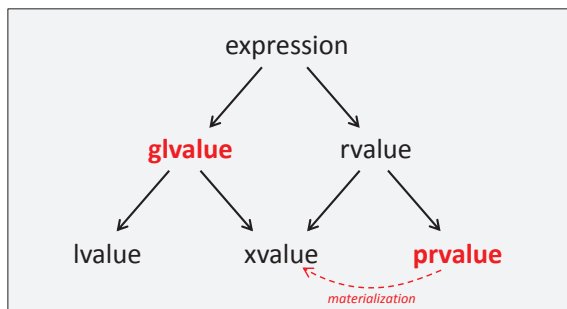 expression
glvalue rvalue
lvalue xvalue prvalue
materialization